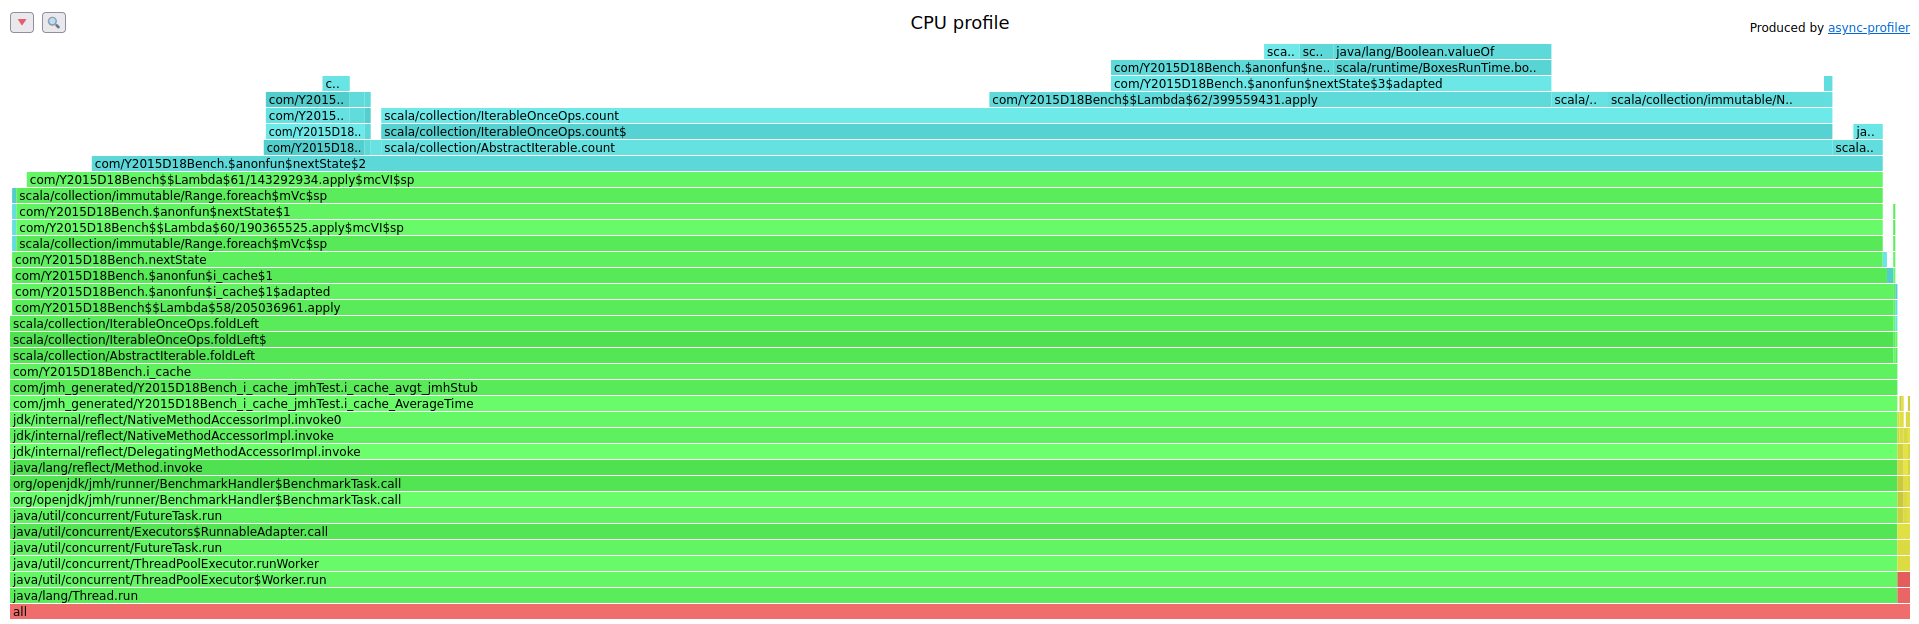 CPU profile
Produced by async-profiler
sca.. sc.. java/lang/Boolean.valueOf
com/Y2015D18Bench.$anonfun$ne.. scala/runtime/BoxesRunTime.bo..
c.. com/Y2015D18Bench.$anonfun$nextState$3$adapted
com/Y2015.. com/Y2015D18Bench$$Lambda$62/399559431.apply scala/.. scala/collection/immutable/N..
com/Y2015.. scala/collection/IterableOnceOps.count
com/Y2015D18.. scala/collection/IterableOnceOps.count$ ja..
com/Y2015D18.. scala/collection/AbstractIterable.count scala..
com/Y2015D18Bench.$anonfun$nextState$2
com/Y2015D18Bench$$Lambda$61/143292934.apply$mcVI$sp
scala/collection/immutable/Range.foreach$mVc$sp
com/Y2015D18Bench.$anonfun$nextState$1
com/Y2015D18Bench$$Lambda$60/190365525.apply$mcVI$sp
scala/collection/immutable/Range.foreach$mVc$sp
com/Y2015D18Bench.nextState
com/Y2015D18Bench.$anonfun$i_cache$1
com/Y2015D18Bench.$anonfun$i_cache$1$adapted
com/Y2015D18Bench$$Lambda$58/205036961.apply
scala/collection/IterableOnceOps.foldLeft
scala/collection/IterableOnceOps.foldLeft$
scala/collection/AbstractIterable.foldLeft
com/Y2015D18Bench.i_cache
com/jmh_generated/Y2015D18Bench_i_cache_jmhTest.i_cache_avgt_jmhStub
com/jmh_generated/Y2015D18Bench_i_cache_jmhTest.i_cache_AverageTime
jdk/internal/reflect/NativeMethodAccessorImpl.invoke0
jdk/internal/reflect/NativeMethodAccessorImpl.invoke
jdk/internal/reflect/DelegatingMethodAccessorImpl.invoke
java/lang/reflect/Method.invoke
org/openjdk/jmh/runner/BenchmarkHandler$BenchmarkTask.call
org/openjdk/jmh/runner/BenchmarkHandler$BenchmarkTask.call
java/util/concurrent/FutureTask.run
java/util/concurrent/Executors$RunnableAdapter.call
java/util/concurrent/FutureTask.run
java/util/concurrent/ThreadPoolExecutor.runWorker
java/util/concurrent/ThreadPoolExecutor$Worker.run
java/lang/Thread.run
all